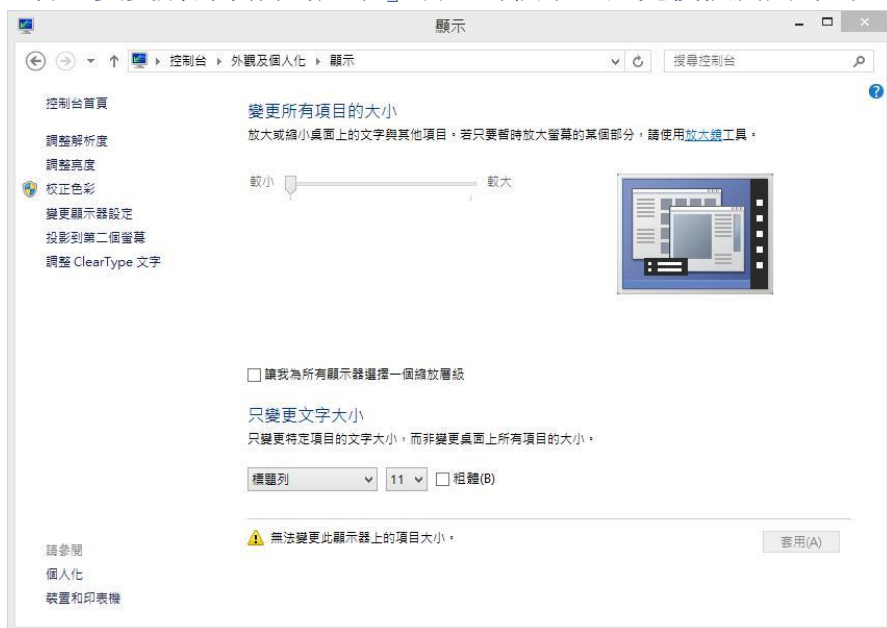 顯示
控制台 ▸ 外觀及個人化 ▸ 顯示
搜尋控制台
控制台首頁
調整解析度
調整亮度
校正色彩
變更顯示器設定
投影到第二個螢幕
調整 ClearType 文字
變更所有項目的大小
放大或縮小桌面上的文字與其他項目。若只要暫時放大螢幕的某個部分，請使用放大鏡工具。
較小 較大
讓我為所有顯示器選擇一個縮放層級
只變更文字大小
只變更特定項目的文字大小，而非變更桌面上所有項目的大小。
標題列 11 粗體(B)
無法變更此顯示器上的項目大小。
套用(A)
請參閱
個人化
裝置和印表機